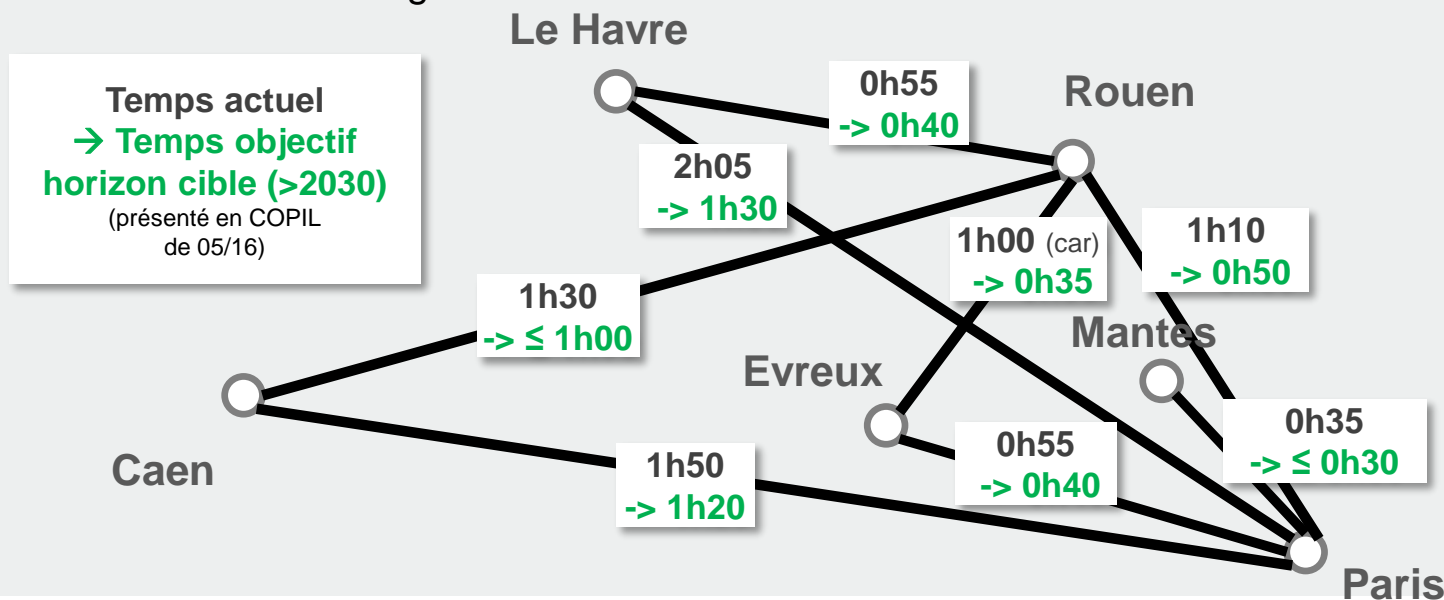 Le Havre
Temps actuel
→ Temps objectif
horizon cible (>2030)
(présenté en COPIL
de 05/16)
0h55
-> 0h40
Rouen
2h05
-> 1h30
1h00 (car)
-> 0h35
1h10
-> 0h50
1h30
-> ≤ 1h00
Mantes
Evreux
0h35
-> ≤ 0h30
0h55
-> 0h40
Caen
1h50
-> 1h20
Paris